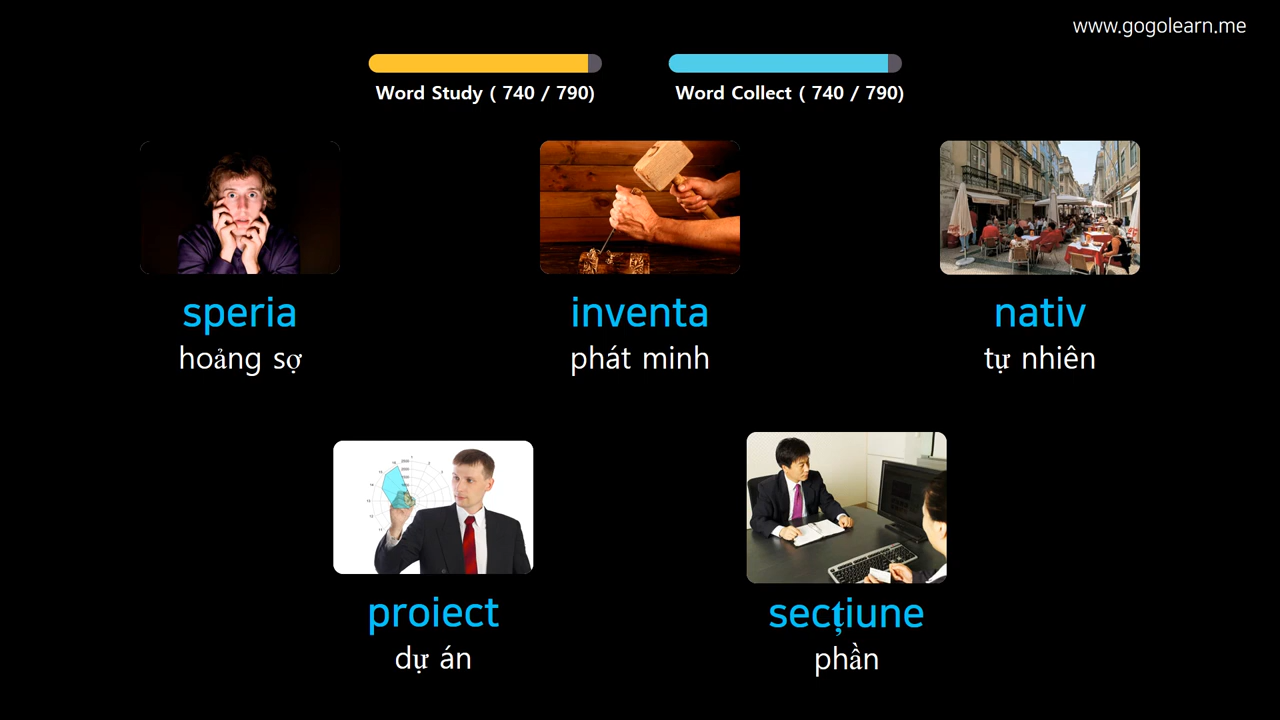 www.gogolearn.me
Word Study ( 740 / 790)
Word Collect ( 740 / 790)
speria
hoảng sợ
inventa
phát minh
nativ
tự nhiên
proiect
dự án
secțiune
phần